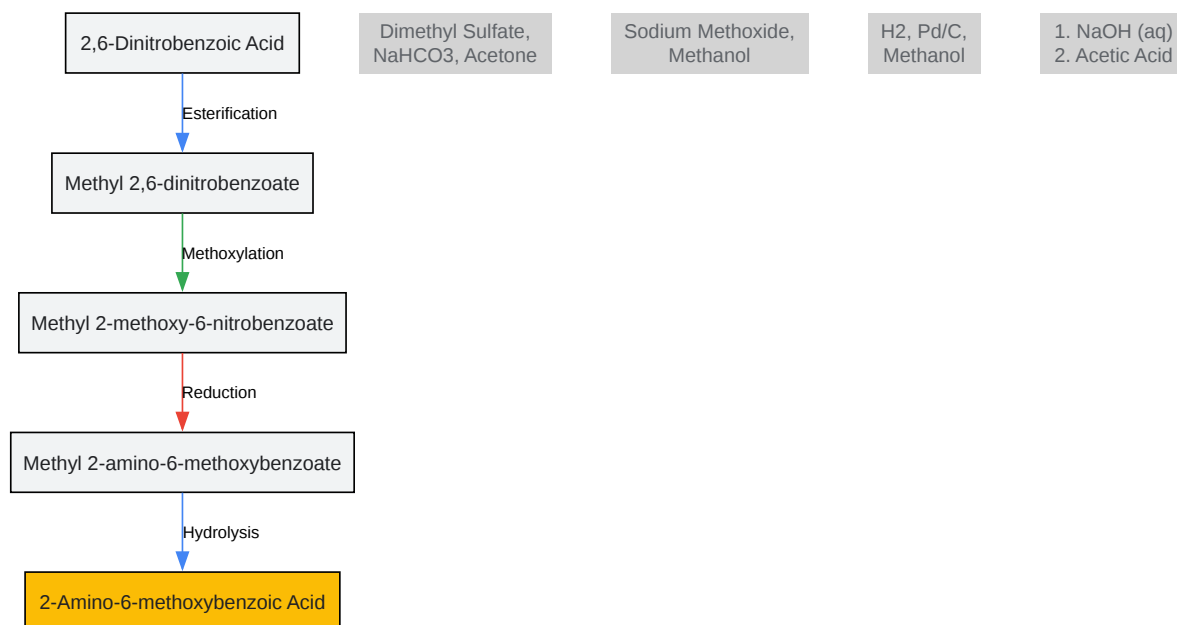 2,6-Dinitrobenzoic Acid
Dimethyl Sulfate,
NaHCO3, Acetone
Sodium Methoxide,
Methanol
H2, Pd/C,
Methanol
1. NaOH (aq)
2. Acetic Acid
Esterification
Methyl 2,6-dinitrobenzoate
Methoxylation
Methyl 2-methoxy-6-nitrobenzoate
Reduction
Methyl 2-amino-6-methoxybenzoate
Hydrolysis
2-Amino-6-methoxybenzoic Acid